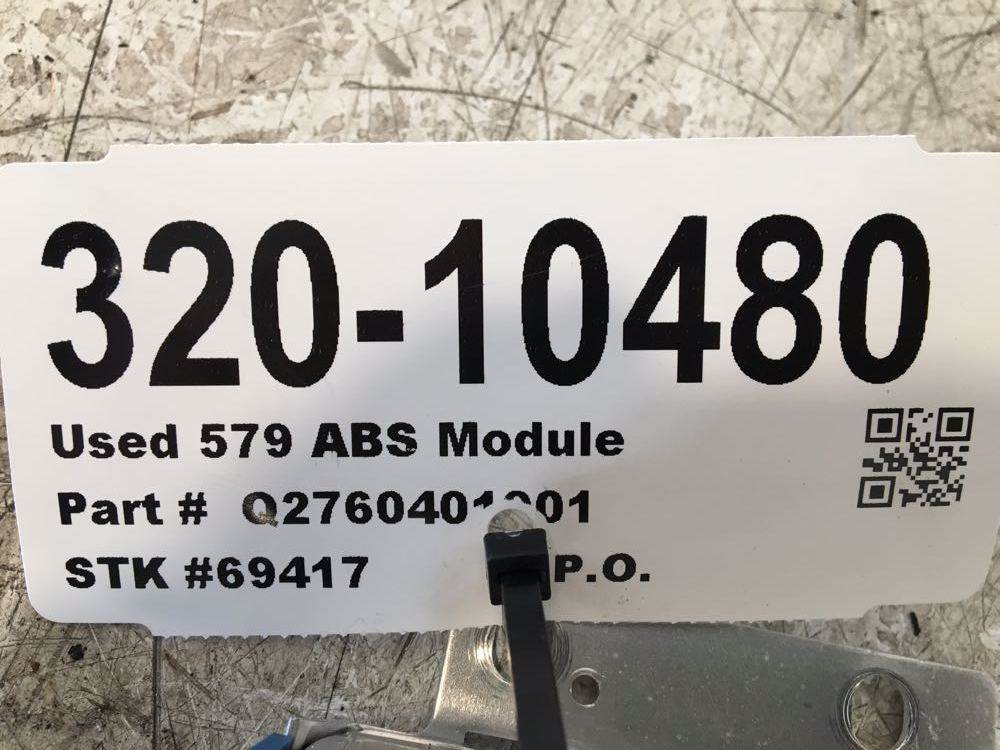 320-10480
Used 579 ABS Module
Part #
STK #69417 P.O.